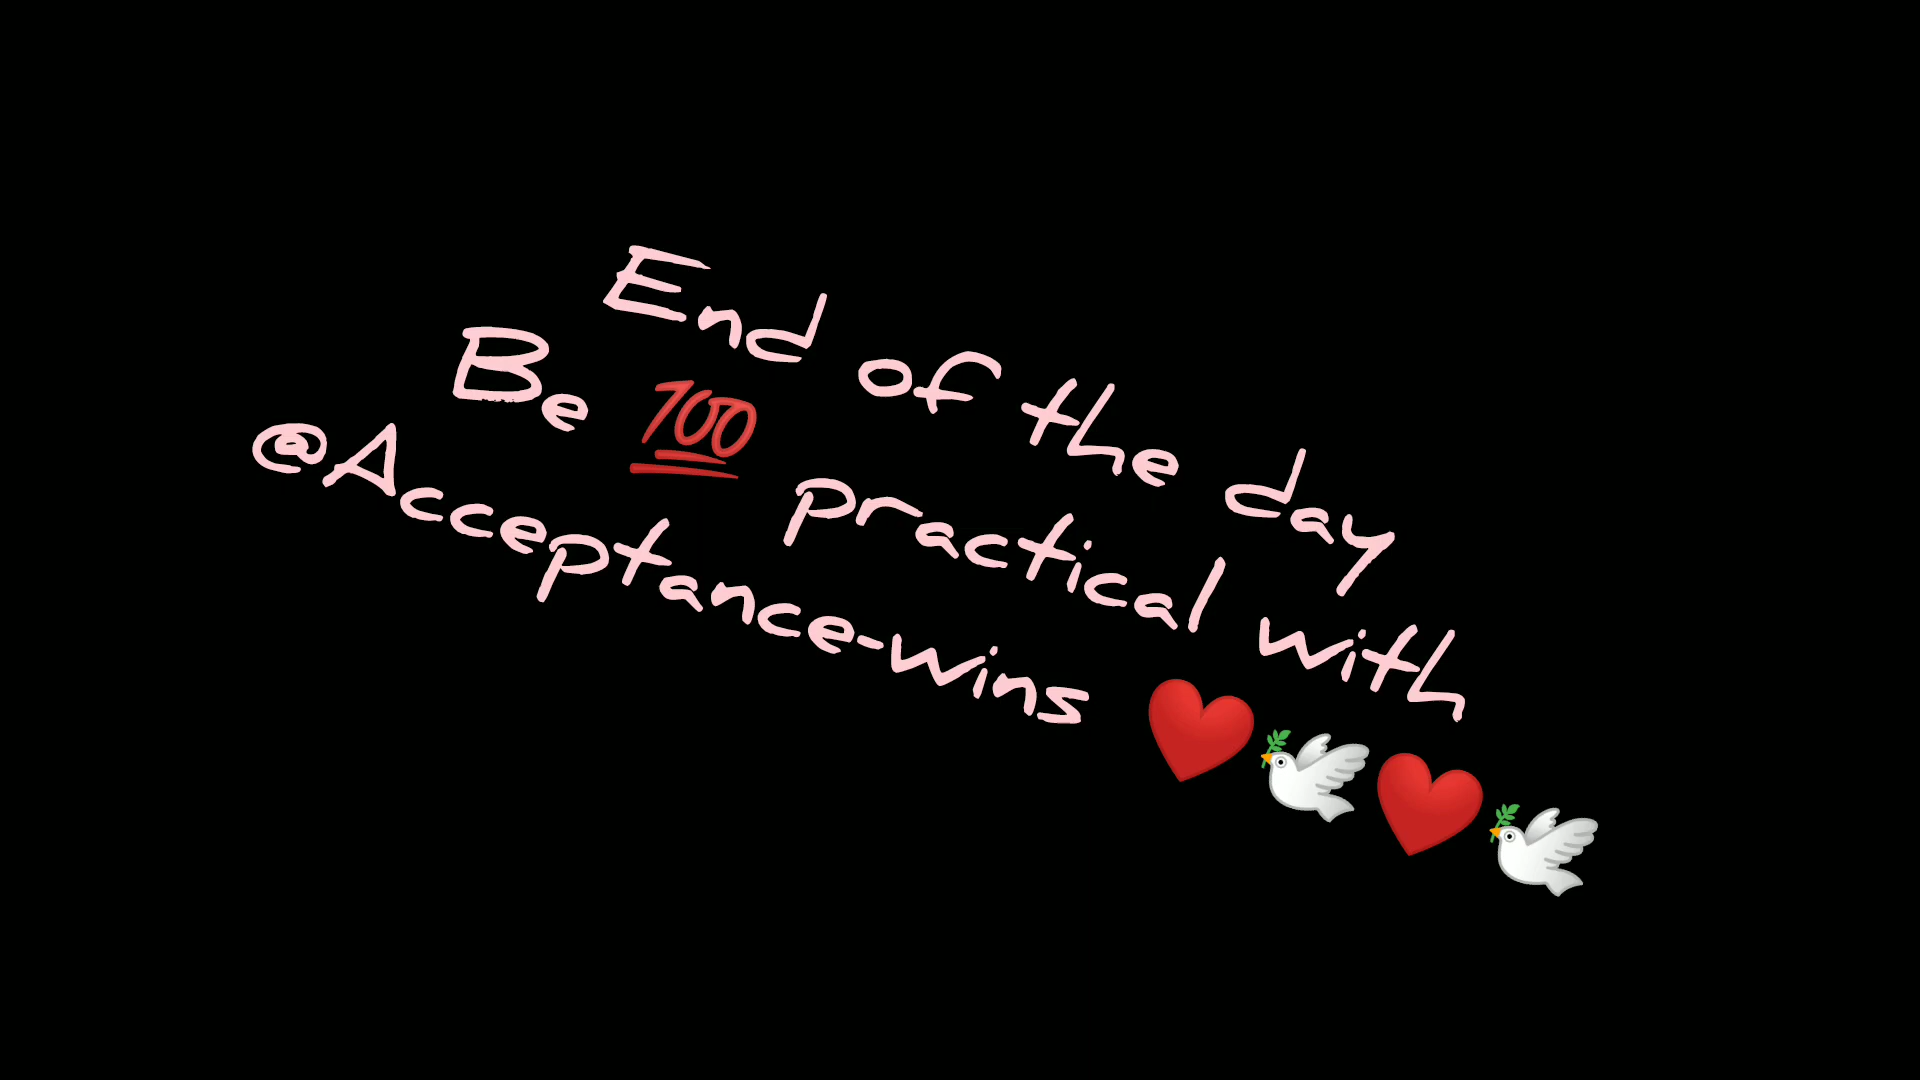 End of the day
Be 💯 practical with
@Acceptance-wins ❤️🕊️❤️🕊️